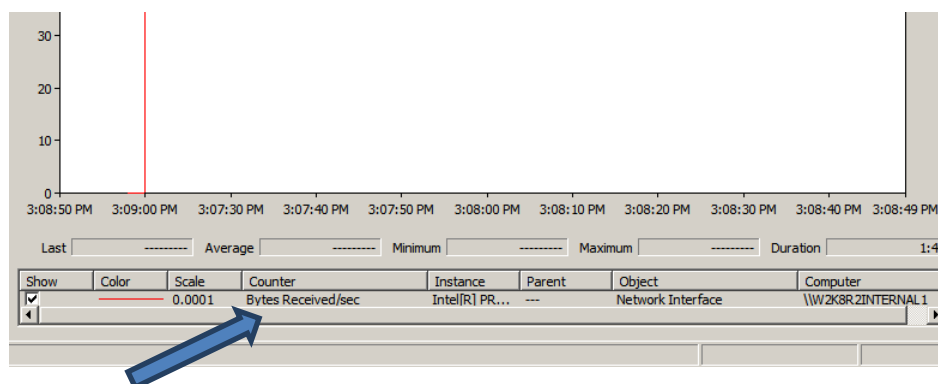 30
20
10
0
3:08:50 PM 3:09:00 PM 3:07:30 PM 3:07:40 PM 3:07:50 PM 3:08:00 PM 3:08:10 PM 3:08:20 PM 3:08:30 PM 3:08:40 PM 3:08:49 PM
Last --------- Average --------- Minimum --------- Maximum --------- Duration 1:4
Show Color Scale Counter Instance Parent Object Computer
0.0001 Bytes Received/sec Intel[R] PR... --- Network Interface \\W2K8R2INTERNAL1